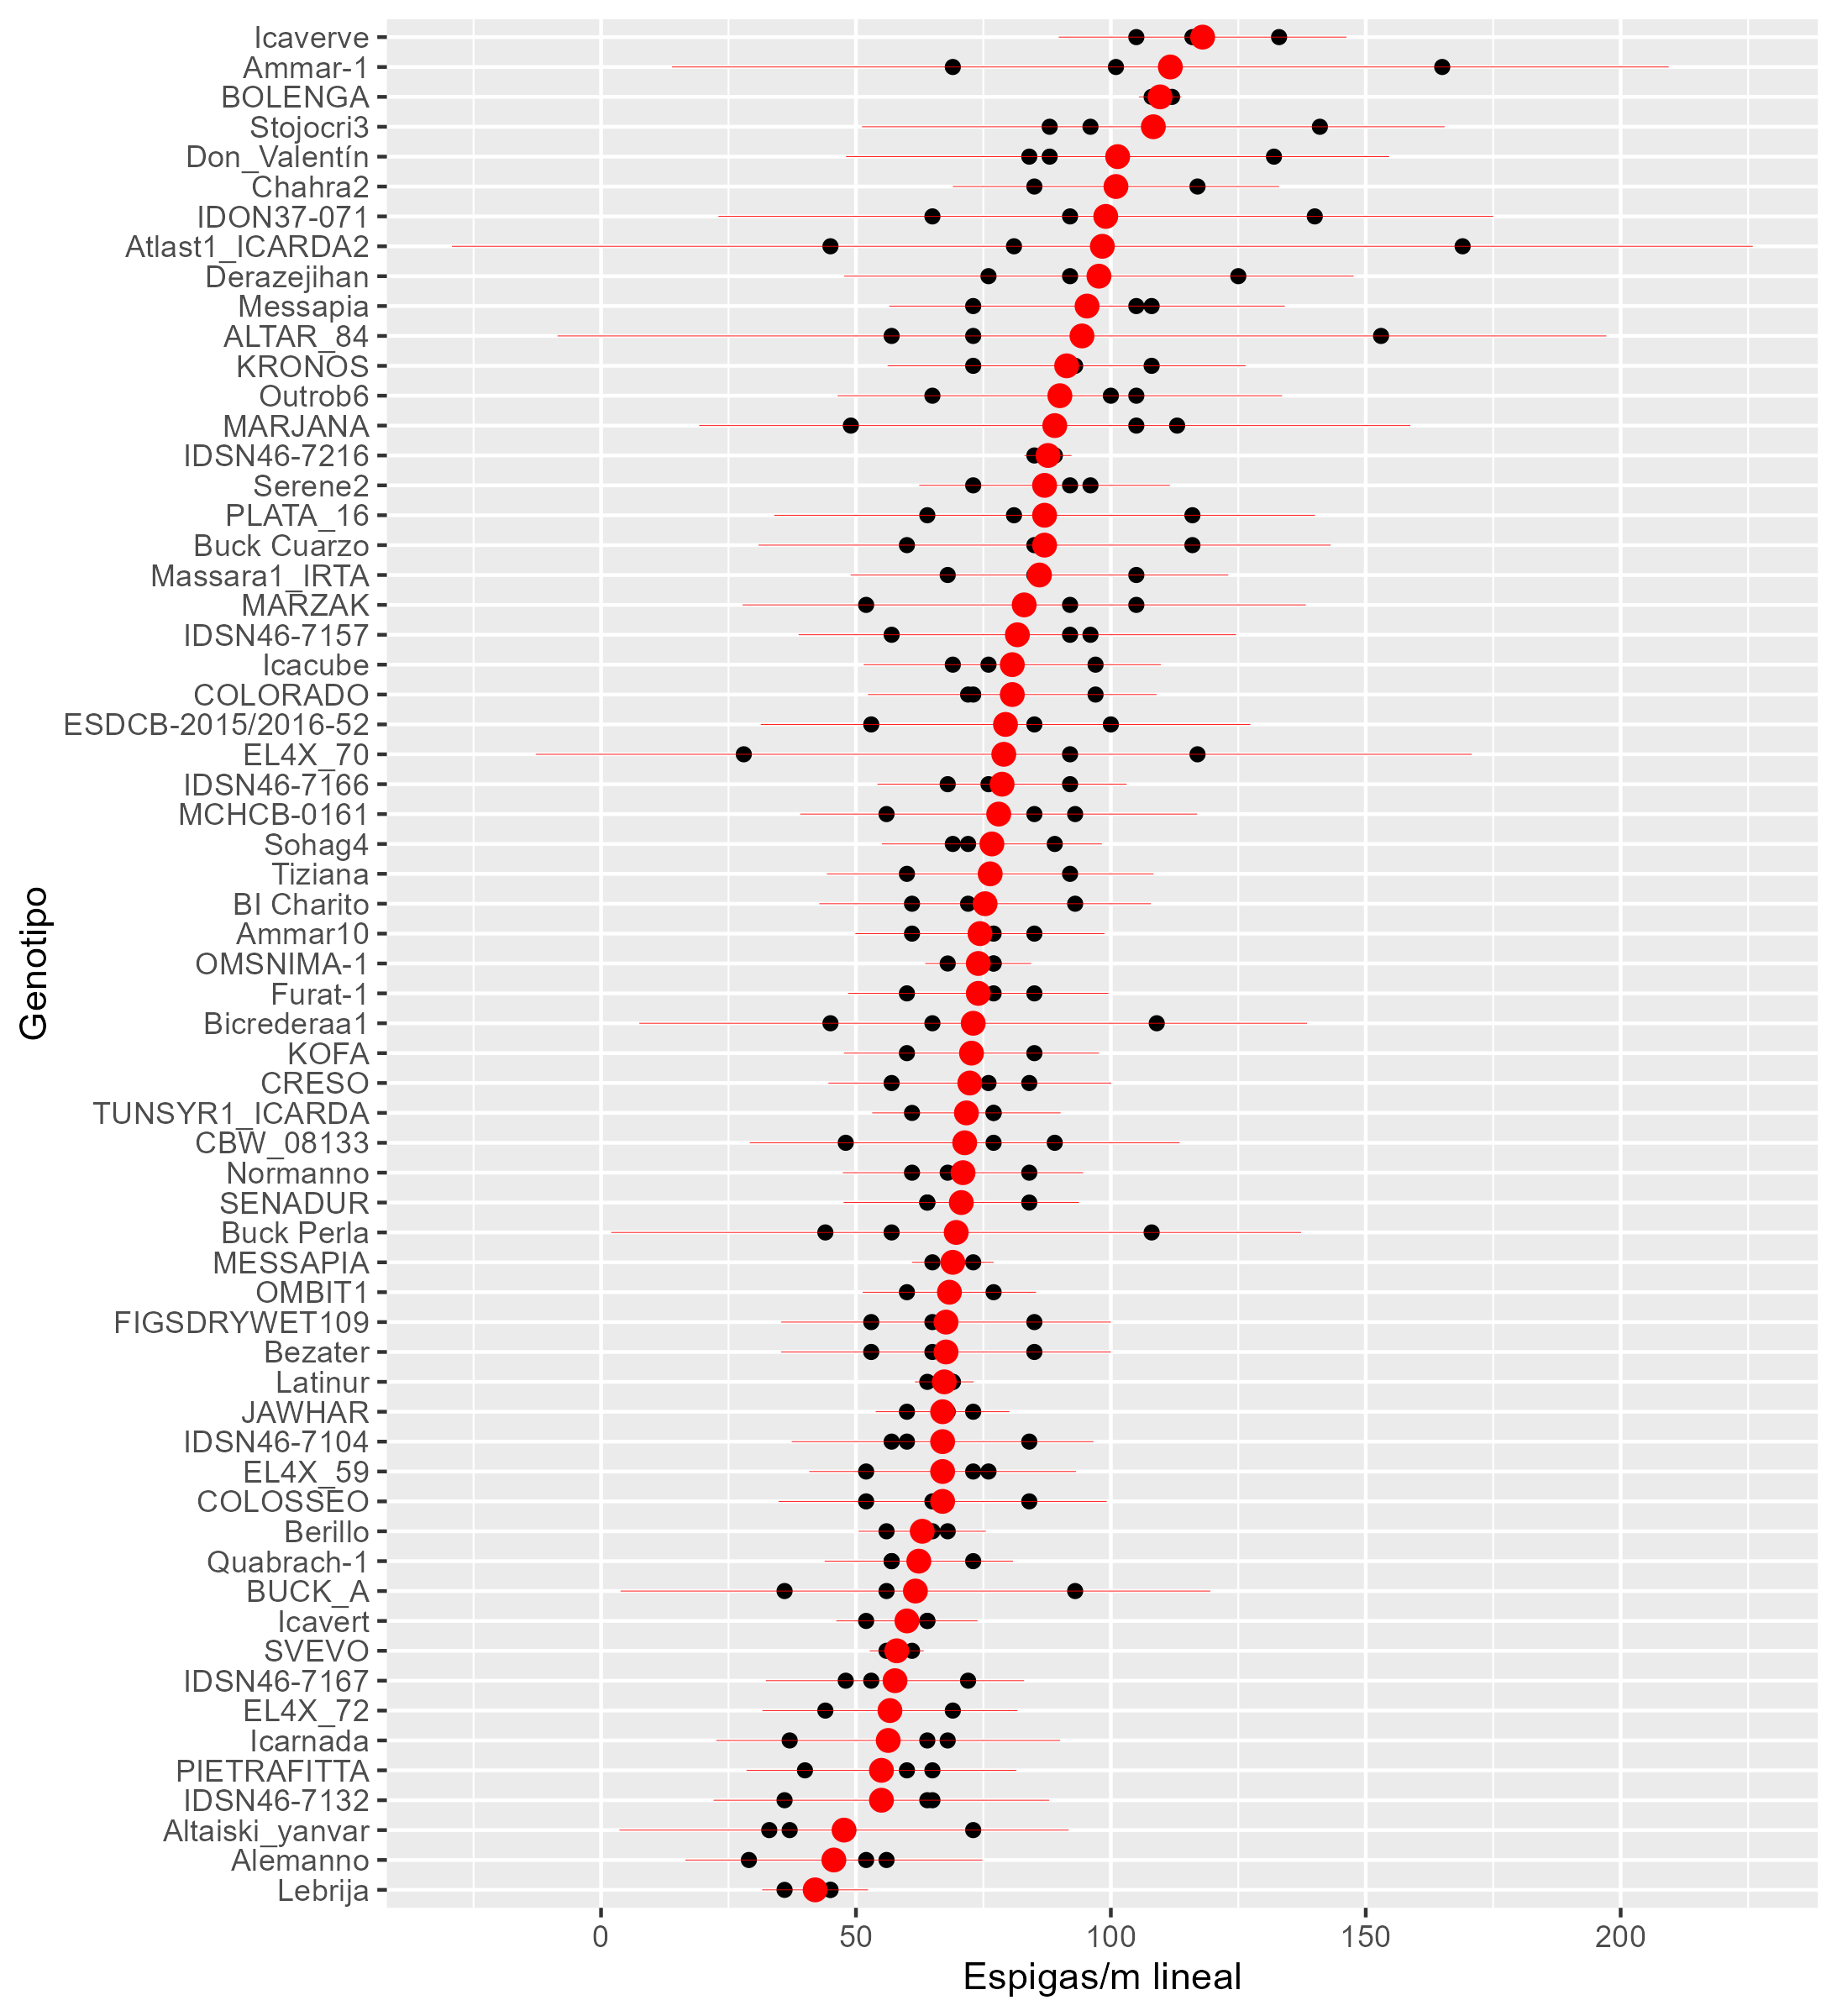 Icaverve
Ammar-1
BOLENGA
Stojocri3
Don_Valentín
Chahra2
IDON37-071
Atlast1_ICARDA2
Derazejihan
Messapia
ALTAR_84
KRONOS
Outrob6
MARJANA
IDSN46-7216
Serene2
PLATA_16
Buck Cuarzo
Massara1_IRTA
MARZAK
IDSN46-7157
Icacube
COLORADO
ESDCB-2015/2016-52
EL4X_70
IDSN46-7166
MCHCB-0161
Sohag4
Tiziana
BI Charito
Ammar10
OMSNIMA-1
Furat-1
Bicrederaa1
KOFA
CRESO
TUNSYR1_ICARDA
CBW_08133
Normanno
SENADUR
Buck Perla
MESSAPIA
OMBIT1
FIGSDRYWET109
Bezater
Latinur
JAWHAR
IDSN46-7104
EL4X_59
COLOSSEO
Berillo
Quabrach-1
BUCK_A
Icavert
SVEVO
IDSN46-7167
EL4X_72
Icarnada
PIETRAFITTA
IDSN46-7132
Altaiski_yanvar
Alemanno
Lebrija
Genotipo
0 50 100 150 200
Espigas/m lineal